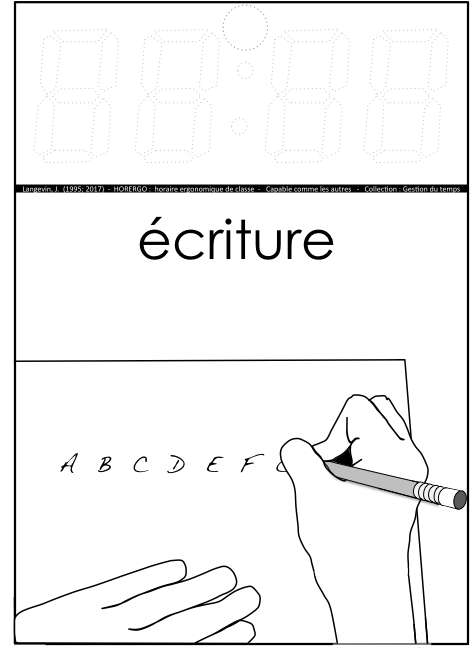 Langevin, J. (1995; 2017) - HORERGO : horaire ergonomique de classe - Capable comme les autres - Collection : Gestion du temps
écriture
A B C D E F